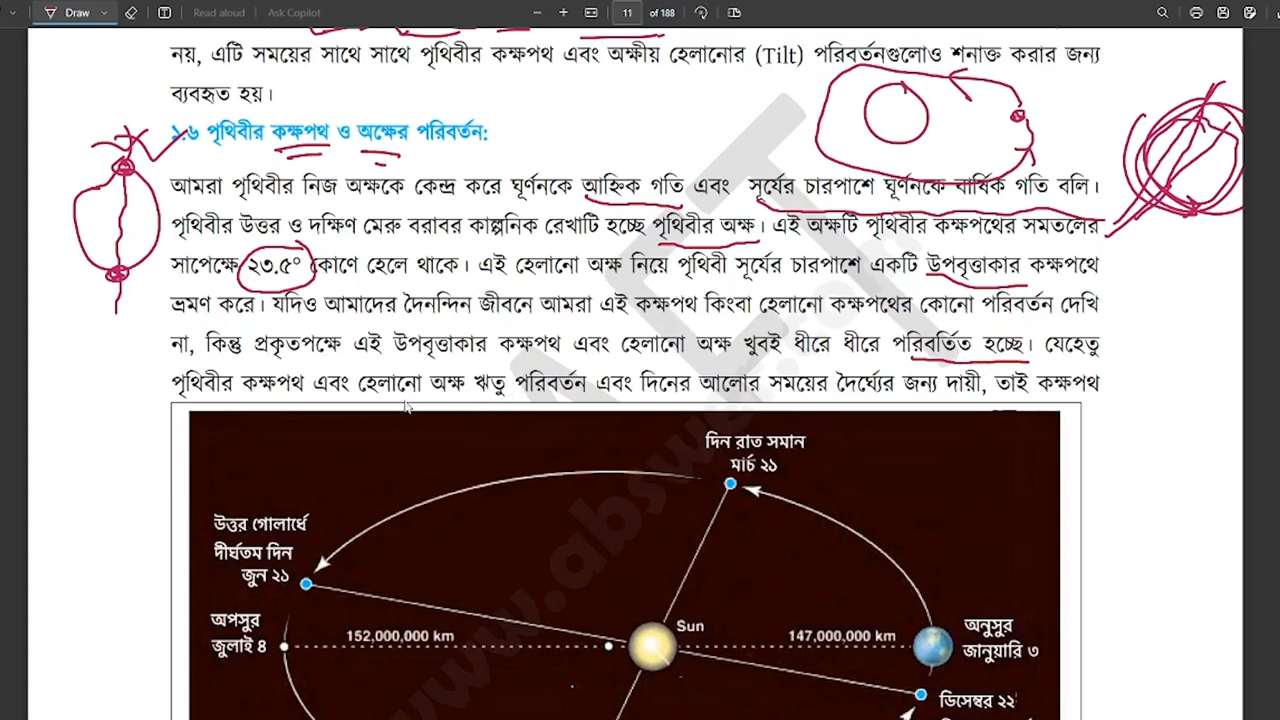 Draw
Read aloud
Ask Copilot
11 of 188
নয়, এটি সময়ের সাথে সাথে পৃথিবীর কক্ষপথ এবং অক্ষীয় হেলানোর (Tilt) পরিবর্তনগুলোও শনাক্ত করার জন্য
ব্যবহৃত হয়।
১.৬ পৃথিবীর কক্ষপথ ও অক্ষের পরিবর্তন:
আমরা পৃথিবীর নিজ অক্ষকে কেন্দ্র করে ঘূর্ণনকে আহ্নিক গতি এবং সূর্যের চারপাশে ঘূর্ণনকে বার্ষিক গতি বলি।
পৃথিবীর উত্তর ও দক্ষিণ মেরু বরাবর কাল্পনিক রেখাটি হচ্ছে পৃথিবীর অক্ষ। এই অক্ষটি পৃথিবীর কক্ষপথের সমতলের
সাপেক্ষে ২৩.৫° কোণে হেলে থাকে। এই হেলানো অক্ষ নিয়ে পৃথিবী সূর্যের চারপাশে একটি উপবৃত্তাকার কক্ষপথে
ভ্রমণ করে। যদিও আমাদের দৈনন্দিন জীবনে আমরা এই কক্ষপথ কিংবা হেলানো কক্ষপথের কোনো পরিবর্তন দেখি
না, কিন্তু প্রকৃতপক্ষে এই উপবৃত্তাকার কক্ষপথ এবং হেলানো অক্ষ খুবই ধীরে ধীরে পরিবর্তিত হচ্ছে। যেহেতু
পৃথিবীর কক্ষপথ এবং হেলানো অক্ষ ঋতু পরিবর্তন এবং দিনের আলোর সময়ের দৈর্ঘ্যের জন্য দায়ী, তাই কক্ষপথ
দিন রাত সমান
মার্চ ২১
উত্তর গোলার্ধে
দীর্ঘতম দিন
জুন ২১
অপসুর
জুলাই ৪
152,000,000 km
Sun
147,000,000 km
অনুসুর
জানুয়ারি ৩
ডিসেম্বর ২২